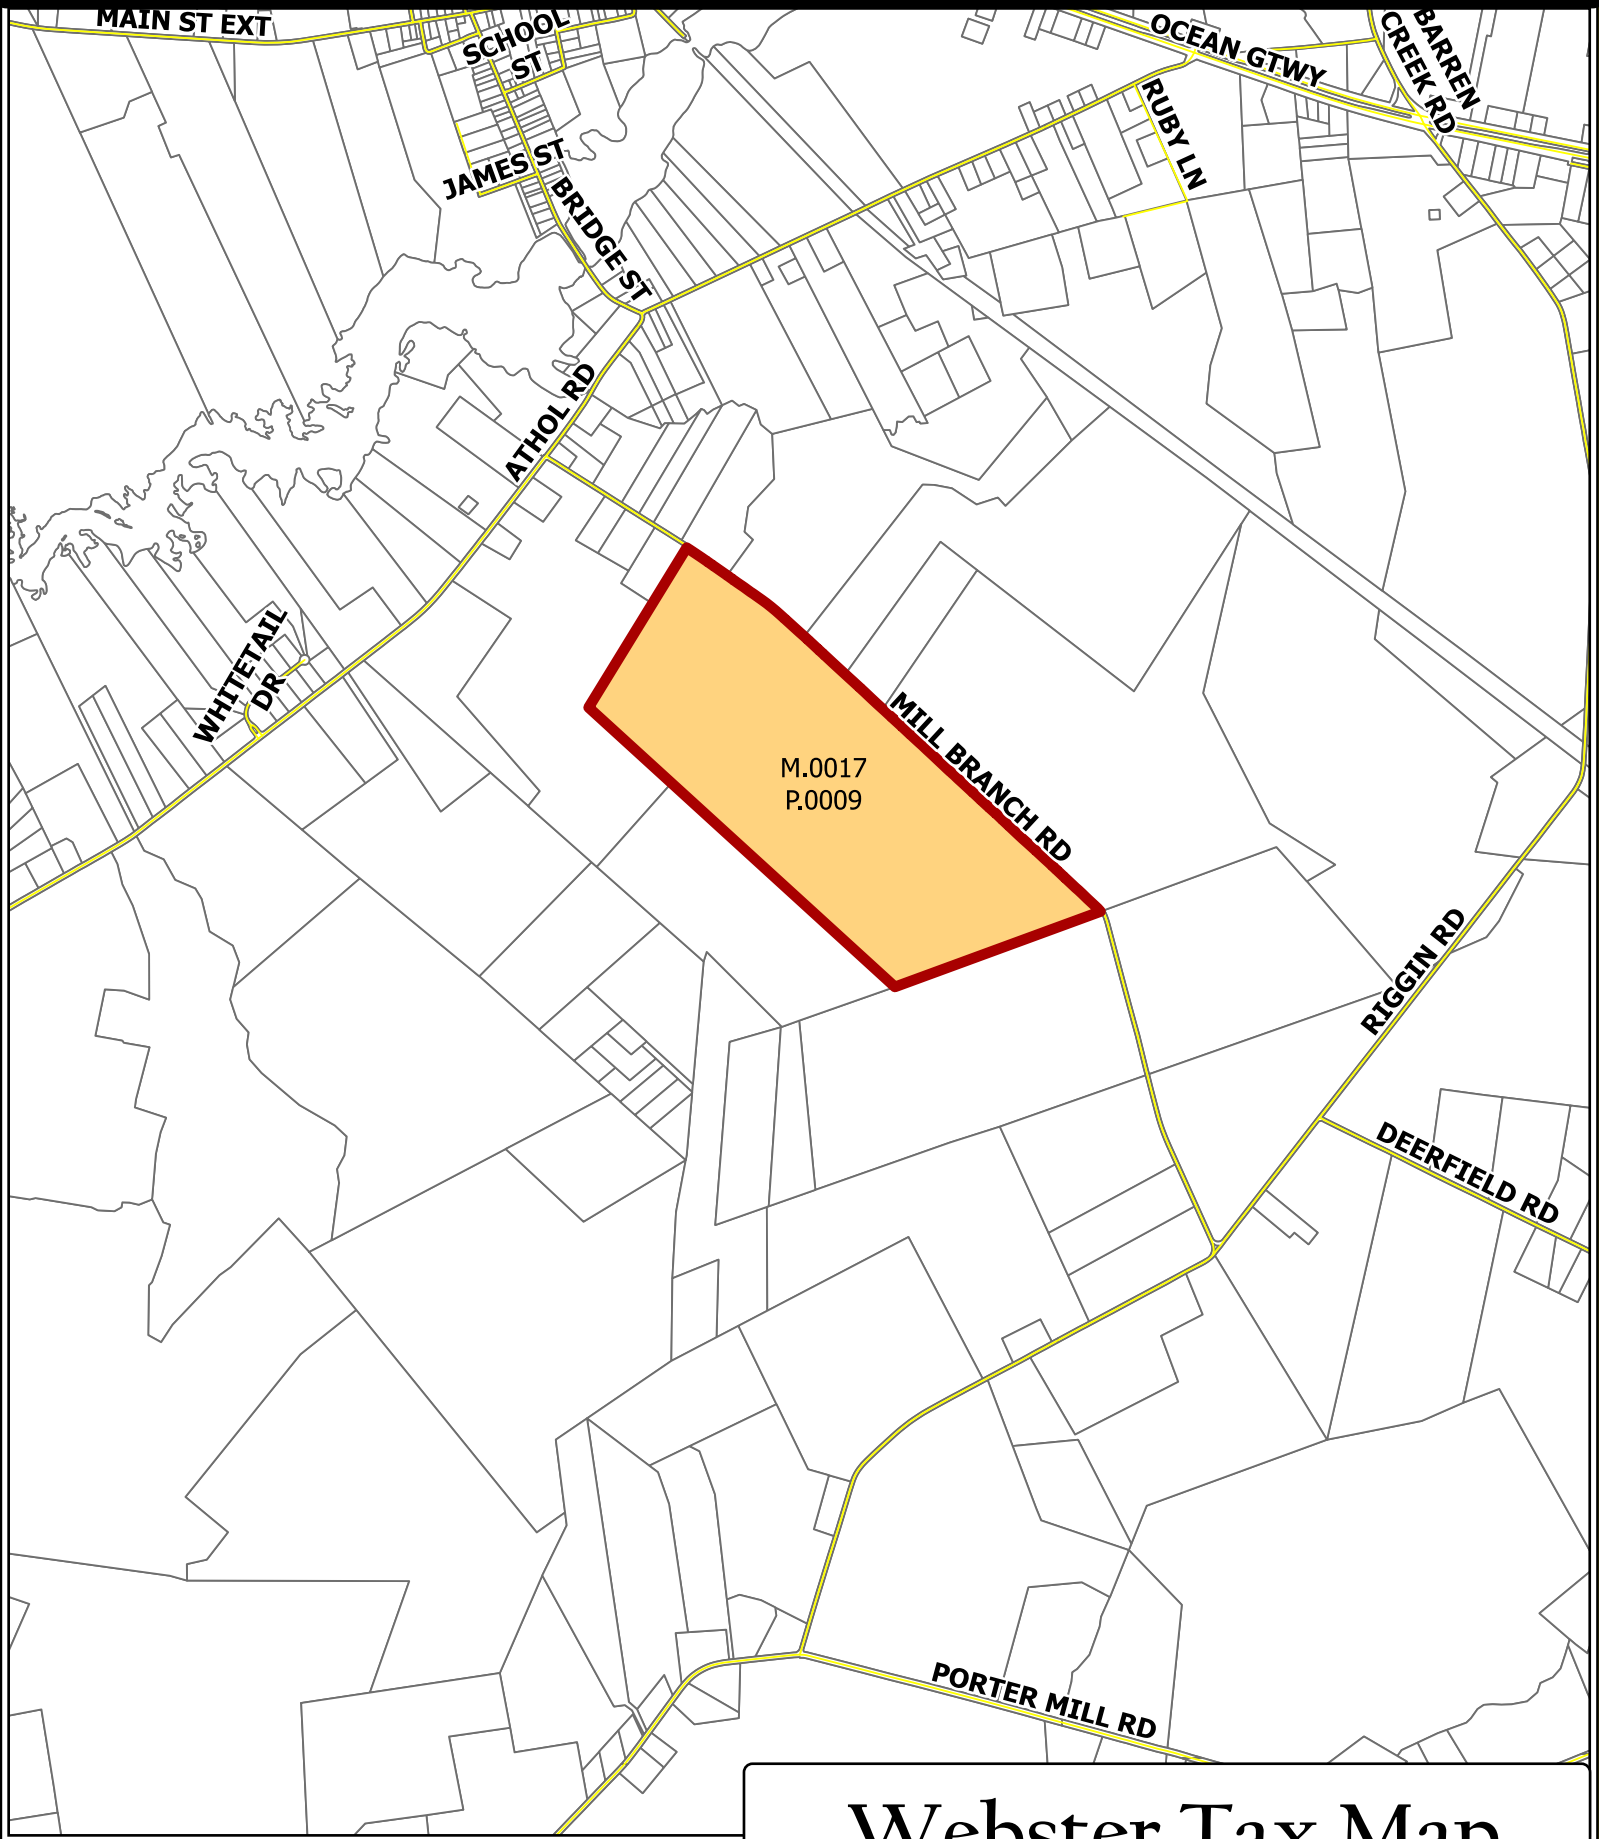 MAIN ST EXT
SCHOOL
ST
OCEAN GTWY
BARREN
CREEK RD
RUBY LN
JAMES ST
BRIDGE ST
ATHOL RD
WHITETAIL
DR
M.0017
P.0009
MILL BRANCH RD
RIGGIN RD
DEERFIELD RD
PORTER MILL RD
Webster Tax Map